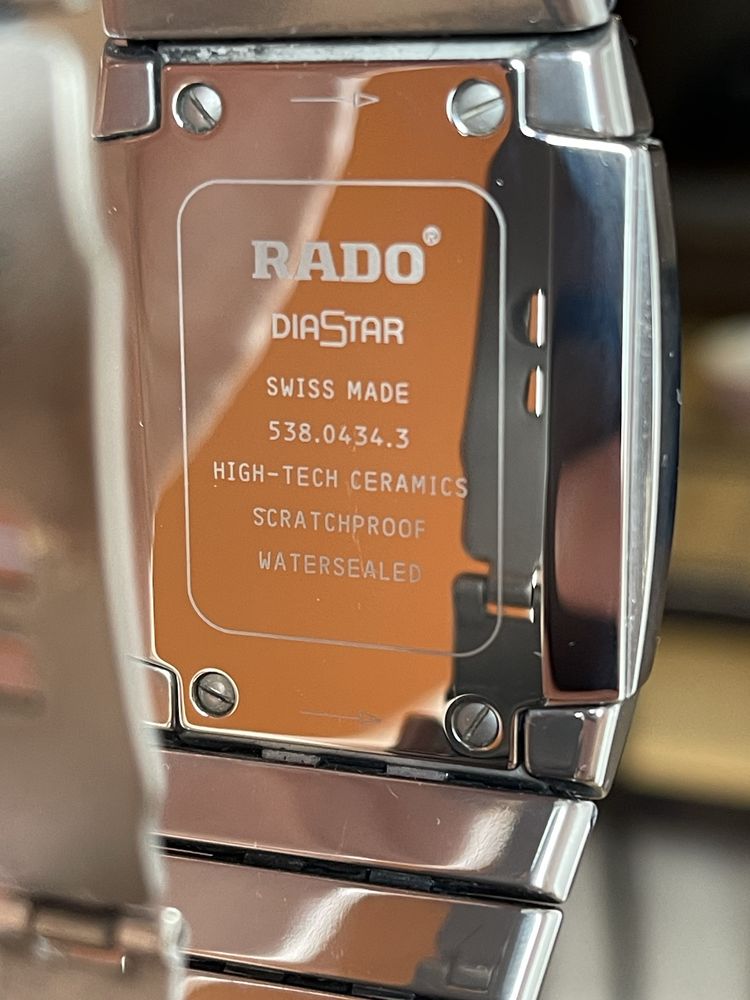 RADO®
DIASTAR
SWISS MADE
538.0434.3
HIGH-TECH CERAMICS
SCRATCHPROOF
WATERSEALED